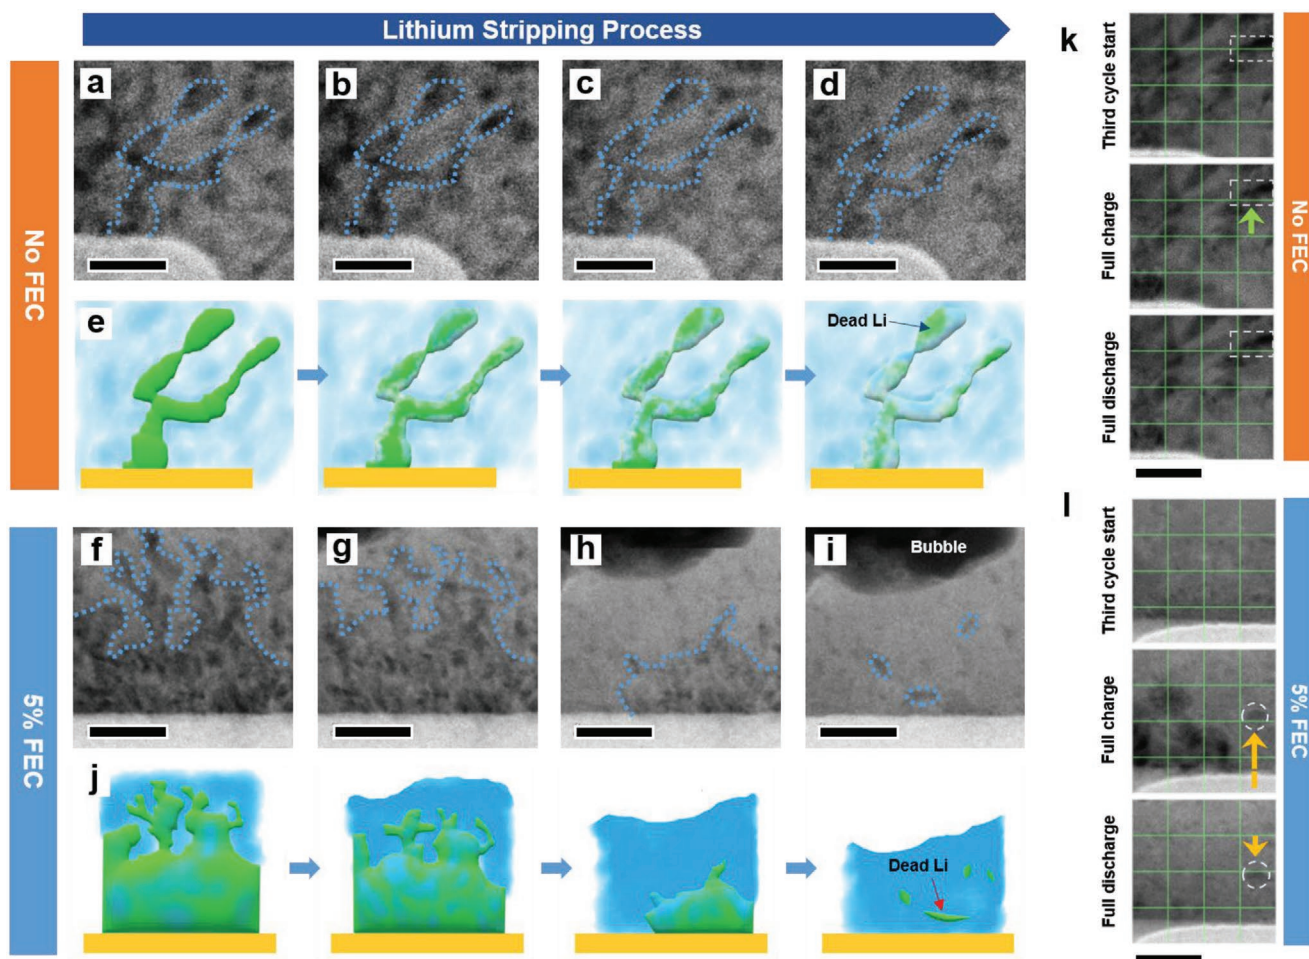 Lithium Stripping Process
No FEC
a
b
c
d
e
Dead Li
5% FEC
f
g
h
i
Bubble
j
Dead Li
k
Third cycle start
Full charge
Full discharge
No FEC
l
Third cycle start
Full charge
Full discharge
5% FEC